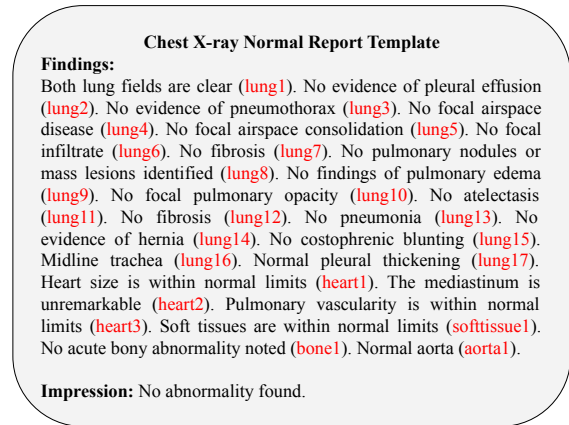 Chest X-ray Normal Report Template
Findings:
Both lung fields are clear (lung1). No evidence of pleural effusion
(lung2). No evidence of pneumothorax (lung3). No focal airspace
disease (lung4). No focal airspace consolidation (lung5). No focal
infiltrate (lung6). No fibrosis (lung7). No pulmonary nodules or
mass lesions identified (lung8). No findings of pulmonary edema
(lung9). No focal pulmonary opacity (lung10). No atelectasis
(lung11). No fibrosis (lung12). No pneumonia (lung13). No
evidence of hernia (lung14). No costophrenic blunting (lung15).
Midline trachea (lung16). Normal pleural thickening (lung17).
Heart size is within normal limits (heart1). The mediastinum is
unremarkable (heart2). Pulmonary vascularity is within normal
limits (heart3). Soft tissues are within normal limits (softtissue1).
No acute bony abnormality noted (bone1). Normal aorta (aorta1).
Impression: No abnormality found.